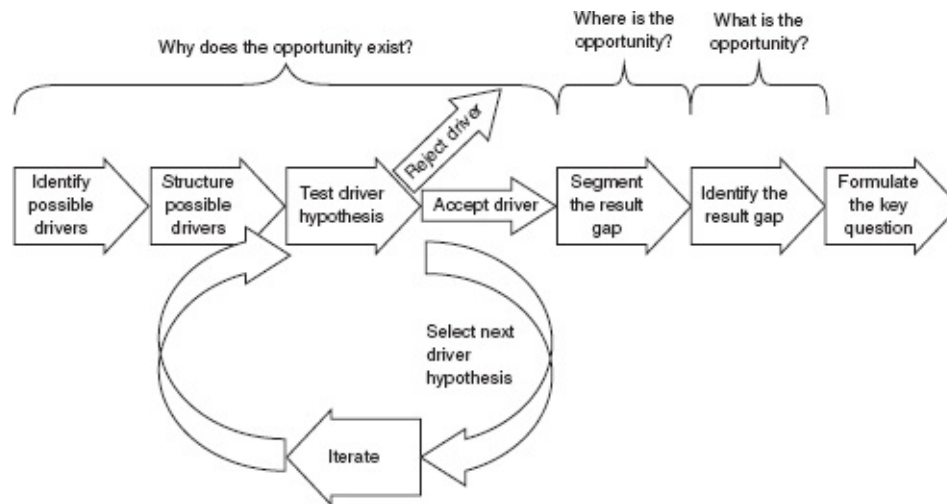 Why does the opportunity exist?
Where is the
opportunity?
What is the
opportunity?
Reject driver
Identify
possible
drivers
Structure
possible
drivers
Test driver
hypothesis
Accept driver
Segment
the result
gap
Identify the
result gap
Formulate
the key
question
Select next
driver
hypothesis
Iterate